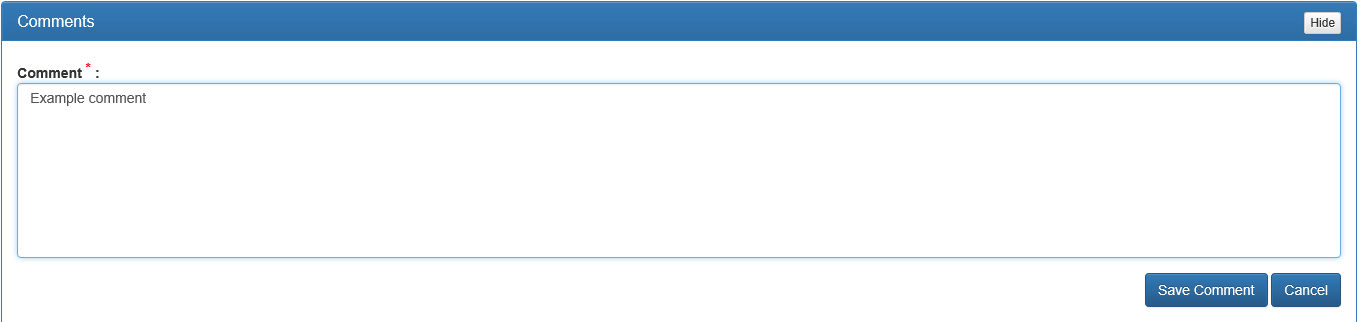 Comments
Hide
Comment * :
Example comment
Save Comment Cancel